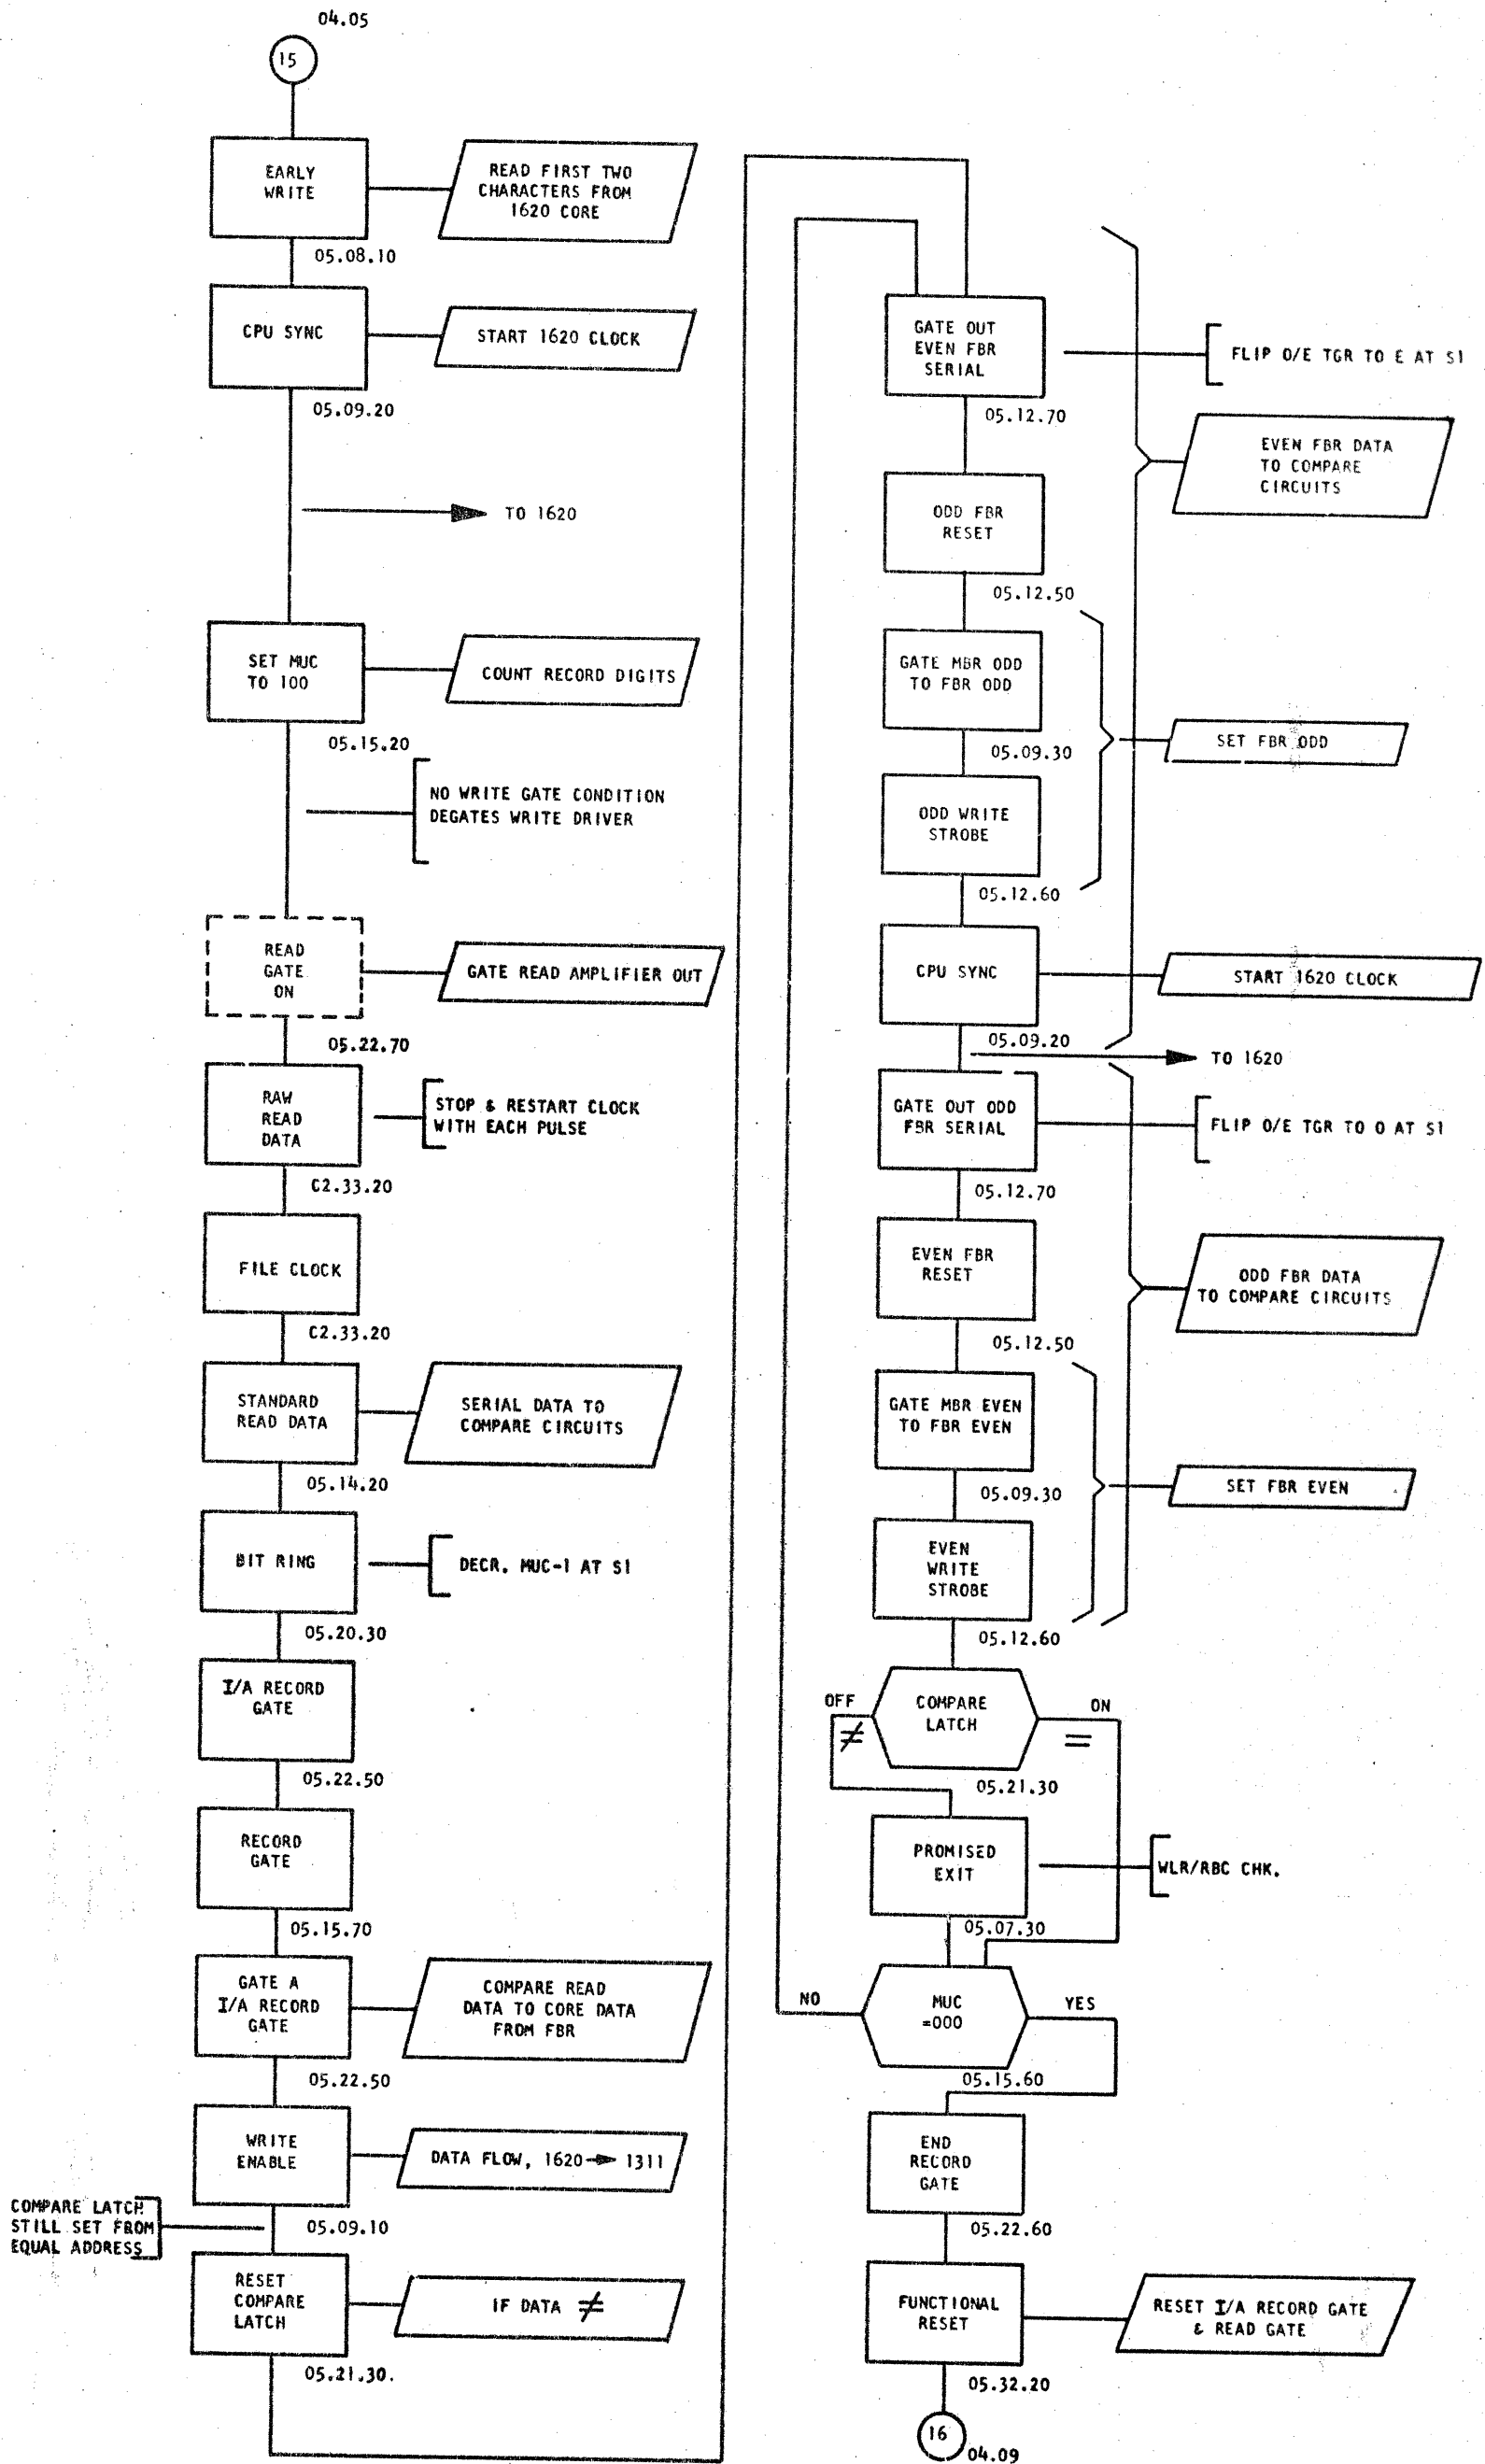 04.05
15
EARLY
WRITE
READ FIRST TWO
CHARACTERS FROM
1620 CORE
05.08.10
CPU SYNC
START 1620 CLOCK
05.09.20
TO 1620
SET MUC
TO 100
COUNT RECORD DIGITS
05.15.20
NO WRITE GATE CONDITION
DEGATES WRITE DRIVER
READ
GATE
ON
GATE READ AMPLIFIER OUT
05.22.70
RAW
READ
DATA
STOP & RESTART CLOCK
WITH EACH PULSE
C2.33.20
FILE CLOCK
C2.33.20
STANDARD
READ DATA
SERIAL DATA TO
COMPARE CIRCUITS
05.14.20
BIT RING
DECR. MUC-1 AT S1
05.20.30
I/A RECORD
GATE
05.22.50
RECORD
GATE
05.15.70
GATE A
I/A RECORD
GATE
COMPARE READ
DATA TO CORE DATA
FROM FBR
05.22.50
WRITE
ENABLE
DATA FLOW, 1620 → 1311
COMPARE LATCH
STILL SET FROM
EQUAL ADDRESS
05.09.10
RESET
COMPARE
LATCH
IF DATA ≠
05.21.30.
GATE OUT
EVEN FBR
SERIAL
FLIP O/E TGR TO E AT S1
05.12.70
EVEN FBR DATA
TO COMPARE
CIRCUITS
ODD FBR
RESET
05.12.50
GATE MBR ODD
TO FBR ODD
05.09.30
SET FBR ODD
ODD WRITE
STROBE
05.12.60
CPU SYNC
START 1620 CLOCK
05.09.20
TO 1620
GATE OUT ODD
FBR SERIAL
FLIP O/E TGR TO O AT S1
05.12.70
EVEN FBR
RESET
ODD FBR DATA
TO COMPARE CIRCUITS
05.12.50
GATE MBR EVEN
TO FBR EVEN
05.09.30
SET FBR EVEN
EVEN
WRITE
STROBE
05.12.60
COMPARE
LATCH
OFF
≠
ON
=
05.21.30
PROMISED
EXIT
WLR/RBC CHK.
05.07.30
MUC
=000
NO
YES
05.15.60
END
RECORD
GATE
05.22.60
FUNCTIONAL
RESET
RESET I/A RECORD GATE
& READ GATE
05.32.20
16
04.09